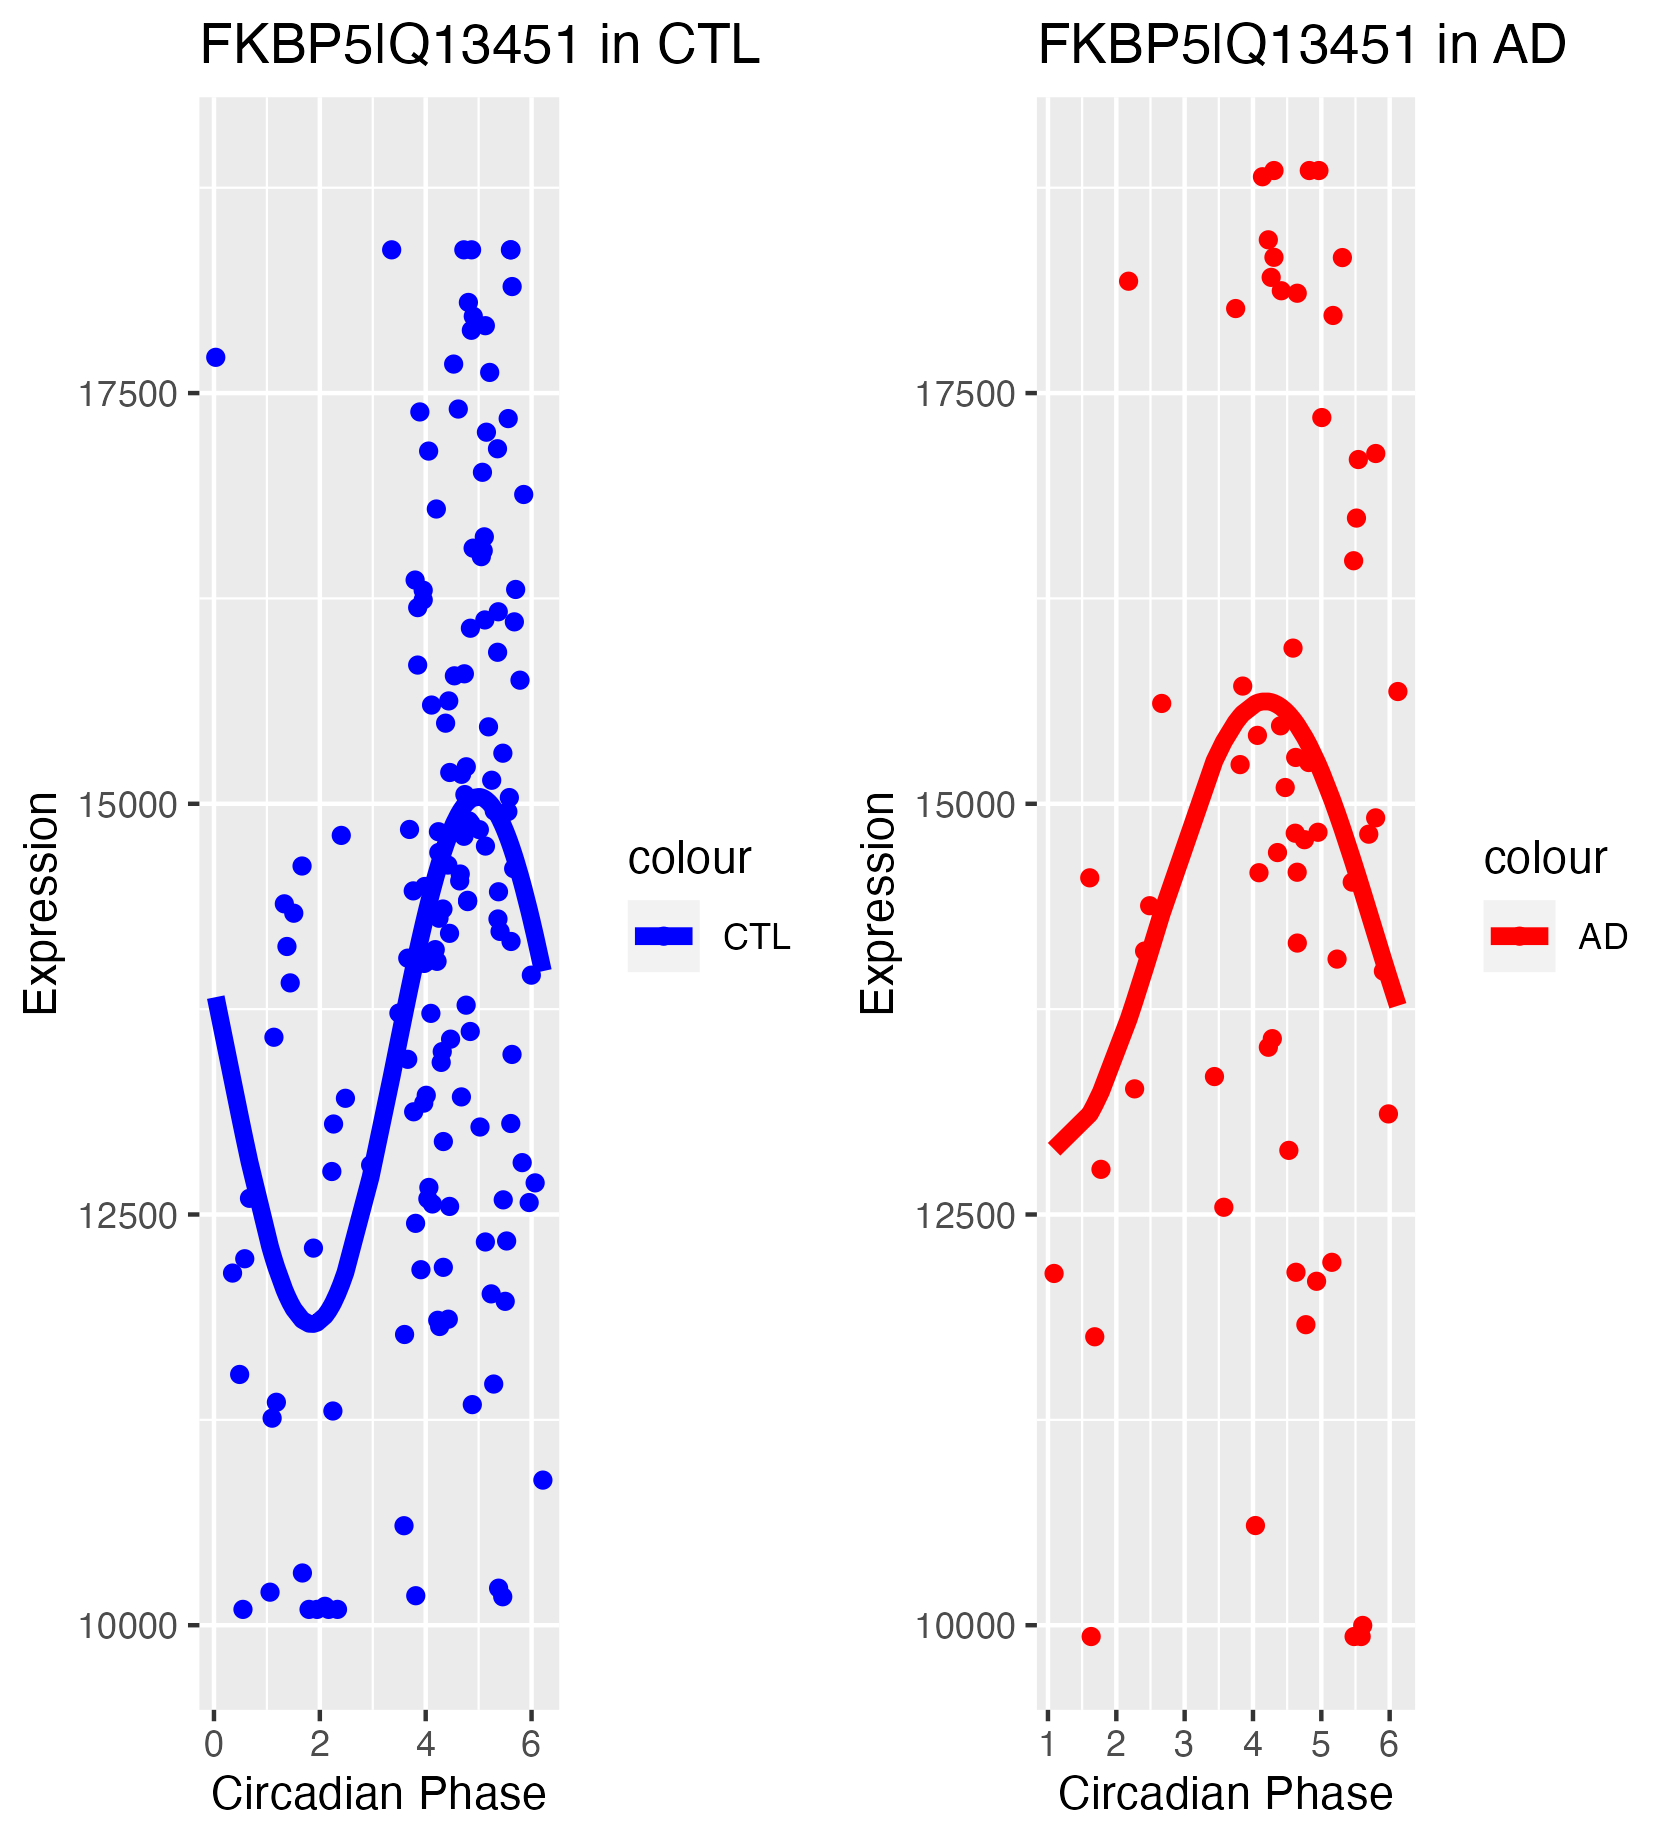 FKBP5|Q13451 in CTL
17500
15000
12500
10000
Expression
0 2 4 6
Circadian Phase
colour
CTL
FKBP5|Q13451 in AD
17500
15000
12500
10000
Expression
1 2 3 4 5 6
Circadian Phase
colour
AD